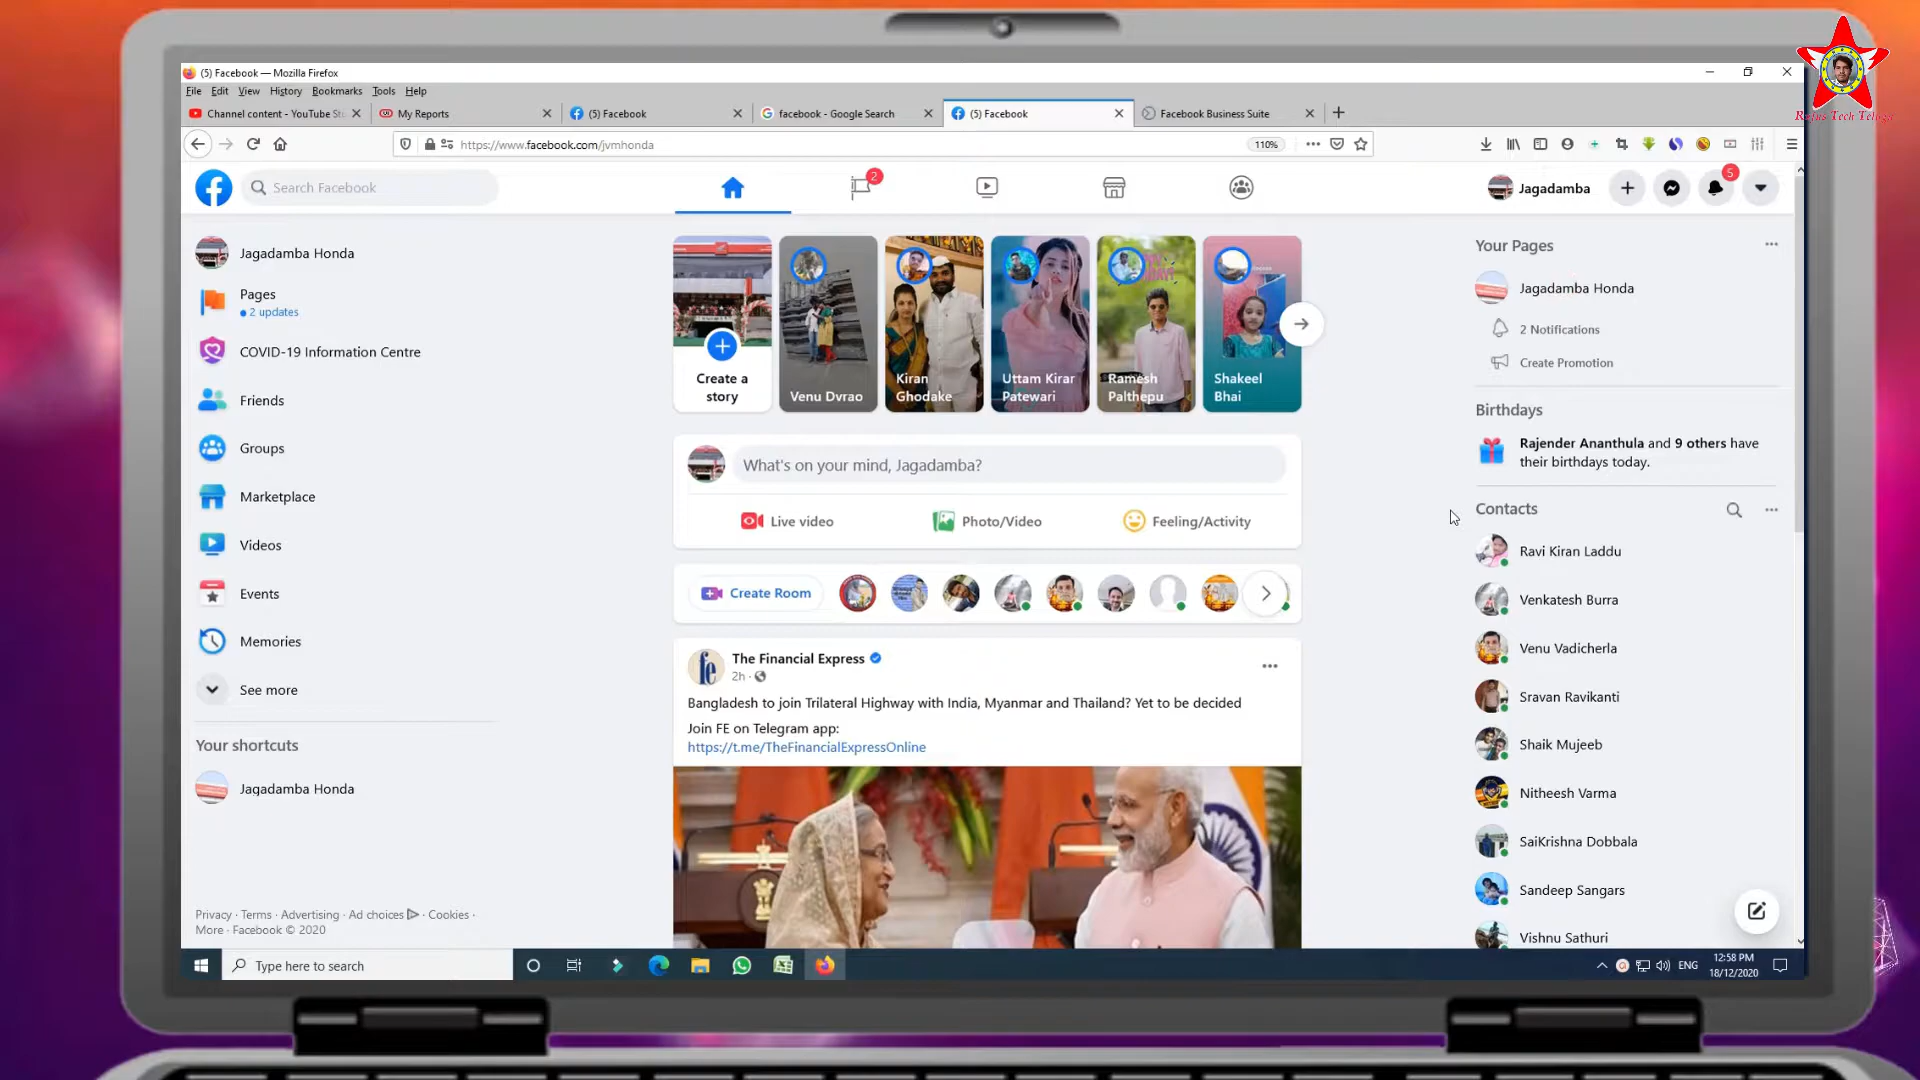 (5) Facebook — Mozilla Firefox
File Edit View History Bookmarks Tools Help
Channel content - YouTube St
My Reports
(5) Facebook
facebook - Google Search
(5) Facebook
Facebook Business Suite
https://www.facebook.com/jvmhonda
110%
Search Facebook
2
Jagadamba
5
Jagadamba Honda
Pages
2 updates
COVID-19 Information Centre
Friends
Groups
Marketplace
Videos
Events
Memories
See more
Your shortcuts
Jagadamba Honda
Privacy · Terms · Advertising · Ad choices · Cookies ·
More · Facebook © 2020
Create a
story
Venu Dvrao
Kiran
Ghodake
Uttam Kirar
Patewari
Ramesh
Palthepu
Shakeel
Bhai
What's on your mind, Jagadamba?
Live video
Photo/Video
Feeling/Activity
Create Room
fe
The Financial Express
2h ·
Bangladesh to join Trilateral Highway with India, Myanmar and Thailand? Yet to be decided
Join FE on Telegram app:
https://t.me/TheFinancialExpressOnline
Your Pages
Jagadamba Honda
2 Notifications
Create Promotion
Birthdays
Rajender Ananthula and 9 others have
their birthdays today.
Contacts
Ravi Kiran Laddu
Venkatesh Burra
Venu Vadicherla
Sravan Ravikanti
Shaik Mujeeb
Nitheesh Varma
SaiKrishna Dobbala
Sandeep Sangars
Vishnu Sathuri
Type here to search
ENG
12:58 PM
18/12/2020
Rufus Tech Telugu